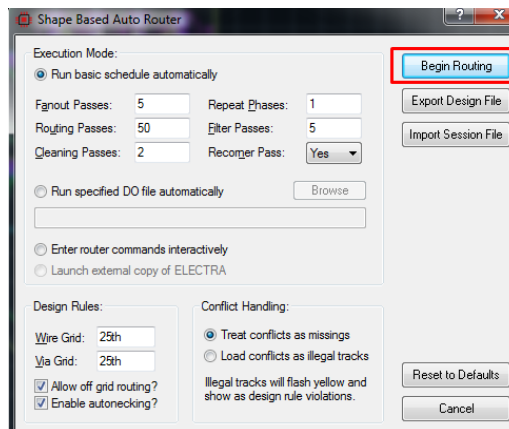 Shape Based Auto Router
?
X
Execution Mode:
Run basic schedule automatically
Fanout Passes: 5 Repeat Phases: 1
Routing Passes: 50 Filter Passes: 5
Cleaning Passes: 2 Recorner Pass: Yes
Run specified DO file automatically Browse
Enter router commands interactively
Launch external copy of ELECTRA
Begin Routing
Export Design File
Import Session File
Design Rules:
Wire Grid: 25th
Via Grid: 25th
Allow off grid routing?
Enable autonecking?
Conflict Handling:
Treat conflicts as missings
Load conflicts as illegal tracks
Illegal tracks will flash yellow and
show as design rule violations.
Reset to Defaults
Cancel